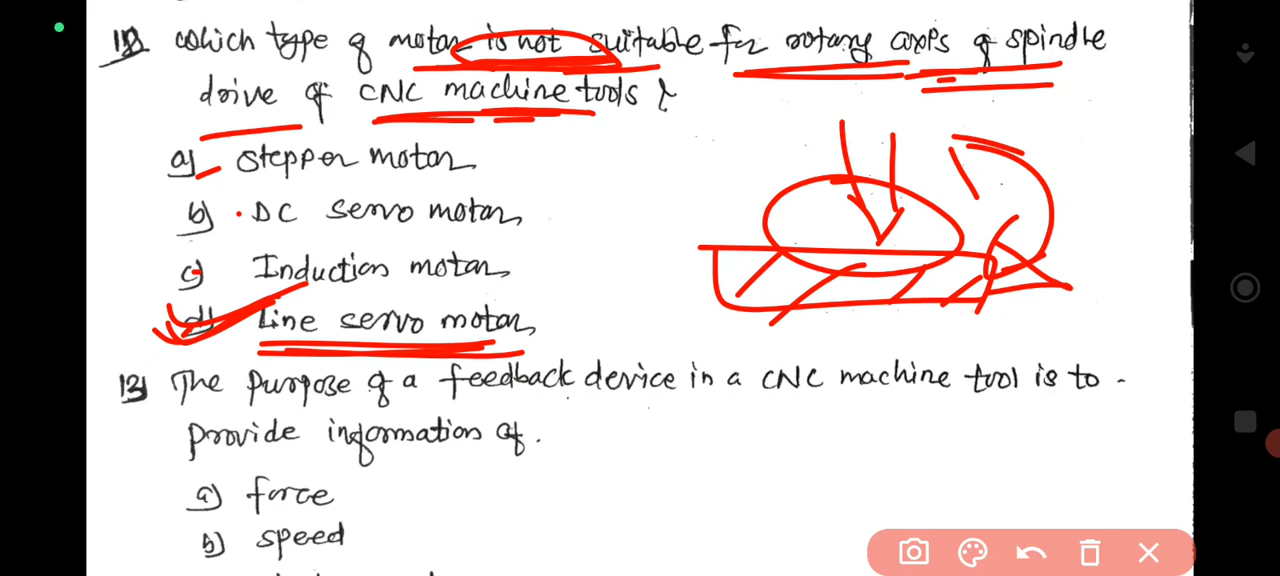 12) Which type of motor is not suitable for rotary axes of spindle
drive of CNC machine tools?
a) Stepper motor
b) DC servo motor
c) Induction motor
d) Line servo motor
13) The purpose of a feedback device in a CNC machine tool is to
provide information of.
a) force
b) speed